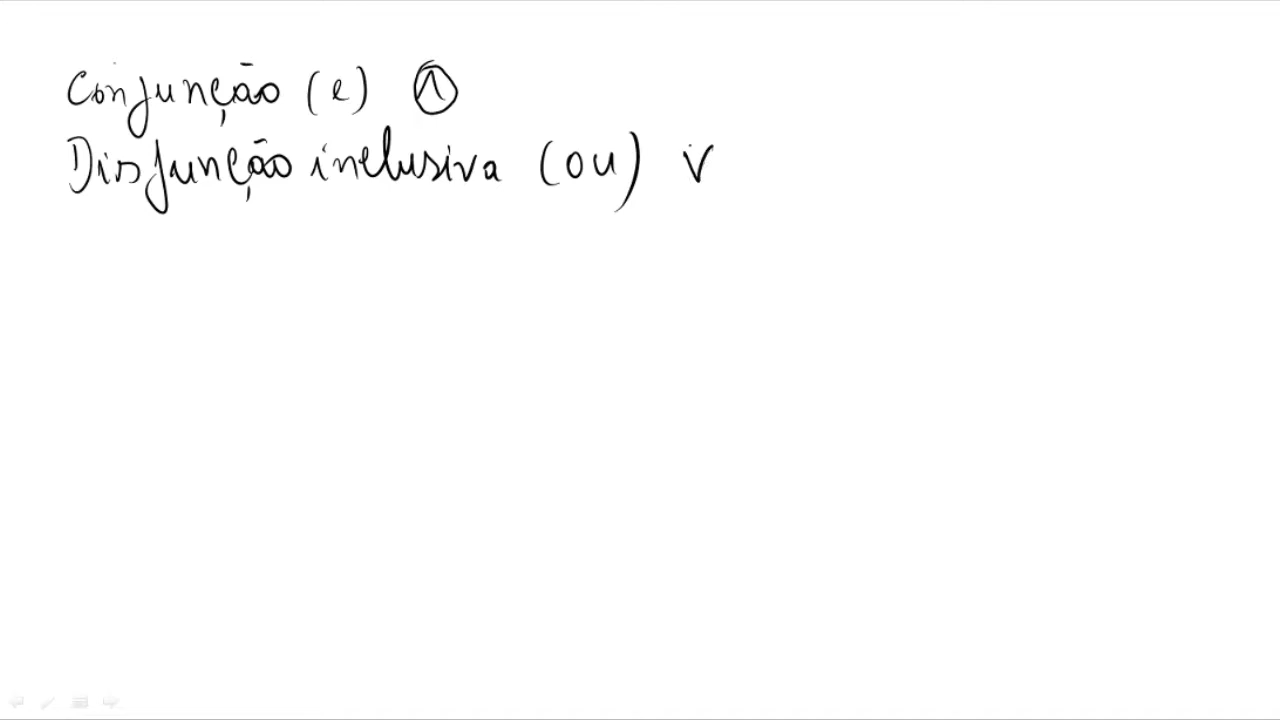 Conjunção (e) ∧
Disjunção inclusiva (ou) ∨